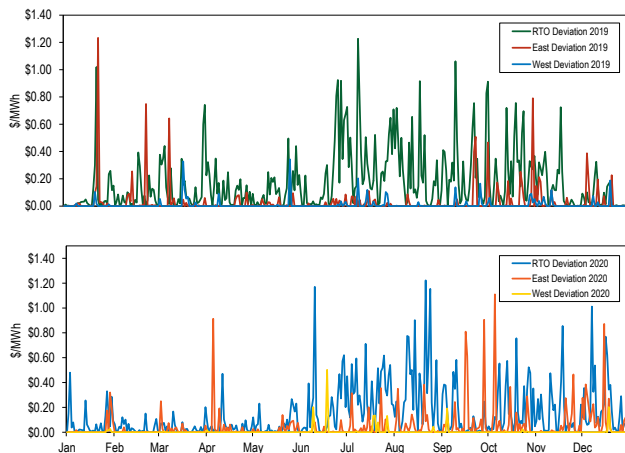 $/MWh
$1.40
$1.20
$1.00
$0.80
$0.60
$0.40
$0.20
$0.00
RTO Deviation 2019
East Deviation 2019
West Deviation 2019
$/MWh
$1.40
$1.20
$1.00
$0.80
$0.60
$0.40
$0.20
$0.00
RTO Deviation 2020
East Deviation 2020
West Deviation 2020
Jan Feb Mar Apr May Jun Jul Aug Sep Oct Nov Dec